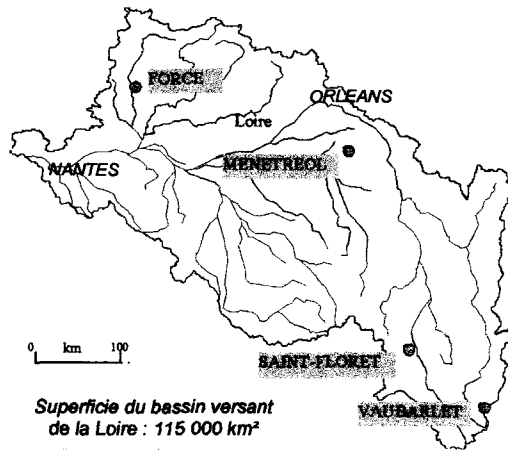 FORCE
ORLEANS
Loire
MENETREOL
NANTES
0 km 100
SAINT-FLORET
VAUBARLET
Superficie du bassin versant
de la Loire : 115 000 km²